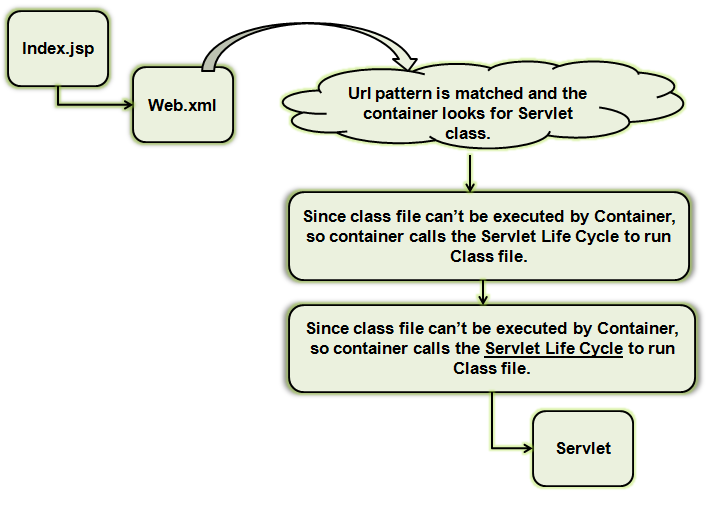 Index.jsp
Web.xml
Url pattern is matched and the
container looks for Servlet
class.
Since class file can’t be executed by Container,
so container calls the Servlet Life Cycle to run
Class file.
Since class file can’t be executed by Container,
so container calls the Servlet Life Cycle to run
Class file.
Servlet